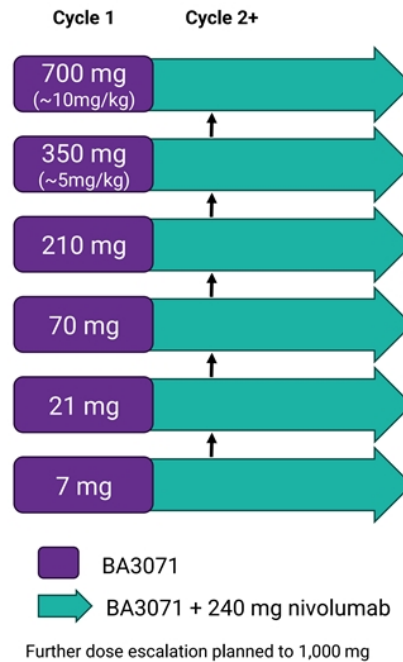 Cycle 1 Cycle 2+
700 mg
(~10mg/kg)
350 mg
(~5mg/kg)
210 mg
70 mg
21 mg
7 mg
BA3071
BA3071 + 240 mg nivolumab
Further dose escalation planned to 1,000 mg